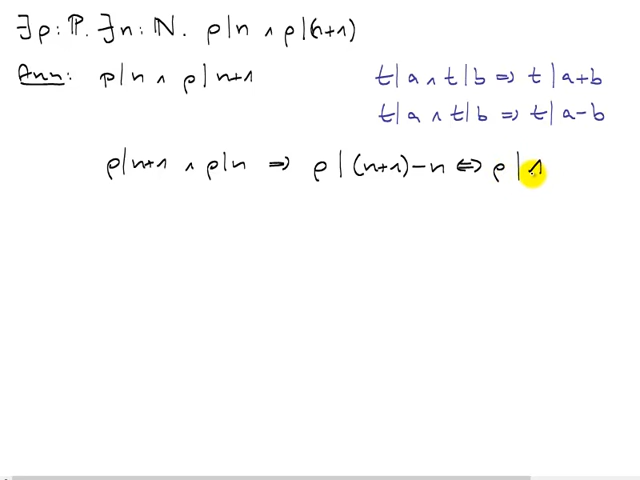 ∃p:ℙ. ∃n:ℕ. p|n ∧ p|(n+1)
Ann: p|n ∧ p|n+1
t|a ∧ t|b ⇒ t|a+b
t|a ∧ t|b ⇒ t|a-b
p|n+1 ∧ p|n ⇒ p|(n+1)-n ⇔ p|1